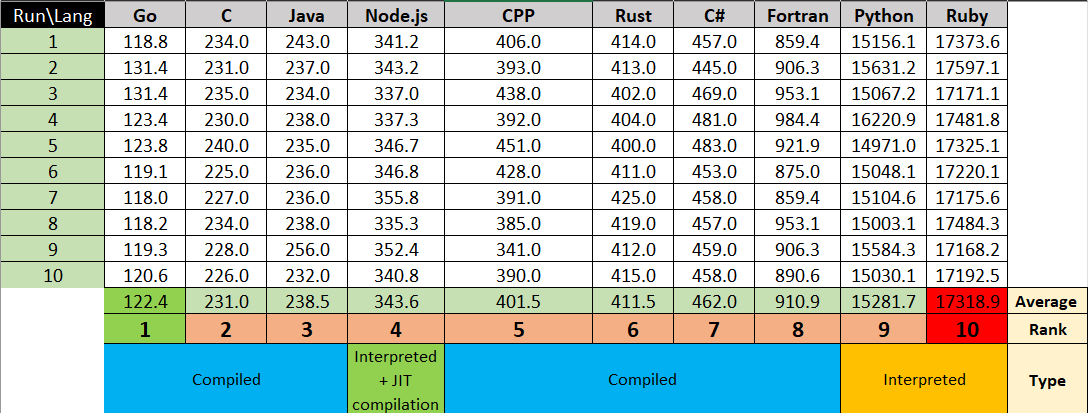 Run\Lang Go C Java Node.js CPP Rust C# Fortran Python Ruby
1 118.8 234.0 243.0 341.2 406.0 414.0 457.0 859.4 15156.1 17373.6
2 131.4 231.0 237.0 343.2 393.0 413.0 445.0 906.3 15631.2 17597.1
3 131.4 235.0 234.0 337.0 438.0 402.0 469.0 953.1 15067.2 17171.1
4 123.4 230.0 238.0 337.3 392.0 404.0 481.0 984.4 16220.9 17481.8
5 123.8 240.0 235.0 346.7 451.0 400.0 483.0 921.9 14971.0 17325.1
6 119.1 225.0 236.0 346.8 428.0 411.0 453.0 875.0 15048.1 17220.1
7 118.0 227.0 236.0 355.8 391.0 425.0 458.0 859.4 15104.6 17175.6
8 118.2 234.0 238.0 335.3 385.0 419.0 457.0 953.1 15003.1 17484.3
9 119.3 228.0 256.0 352.4 341.0 412.0 459.0 906.3 15584.3 17168.2
10 120.6 226.0 232.0 340.8 390.0 415.0 458.0 890.6 15030.1 17192.5
122.4 231.0 238.5 343.6 401.5 411.5 462.0 910.9 15281.7 17318.9 Average
1 2 3 4 5 6 7 8 9 10 Rank
Compiled
Interpreted
+ JIT
compilation
Compiled
Interpreted
Type